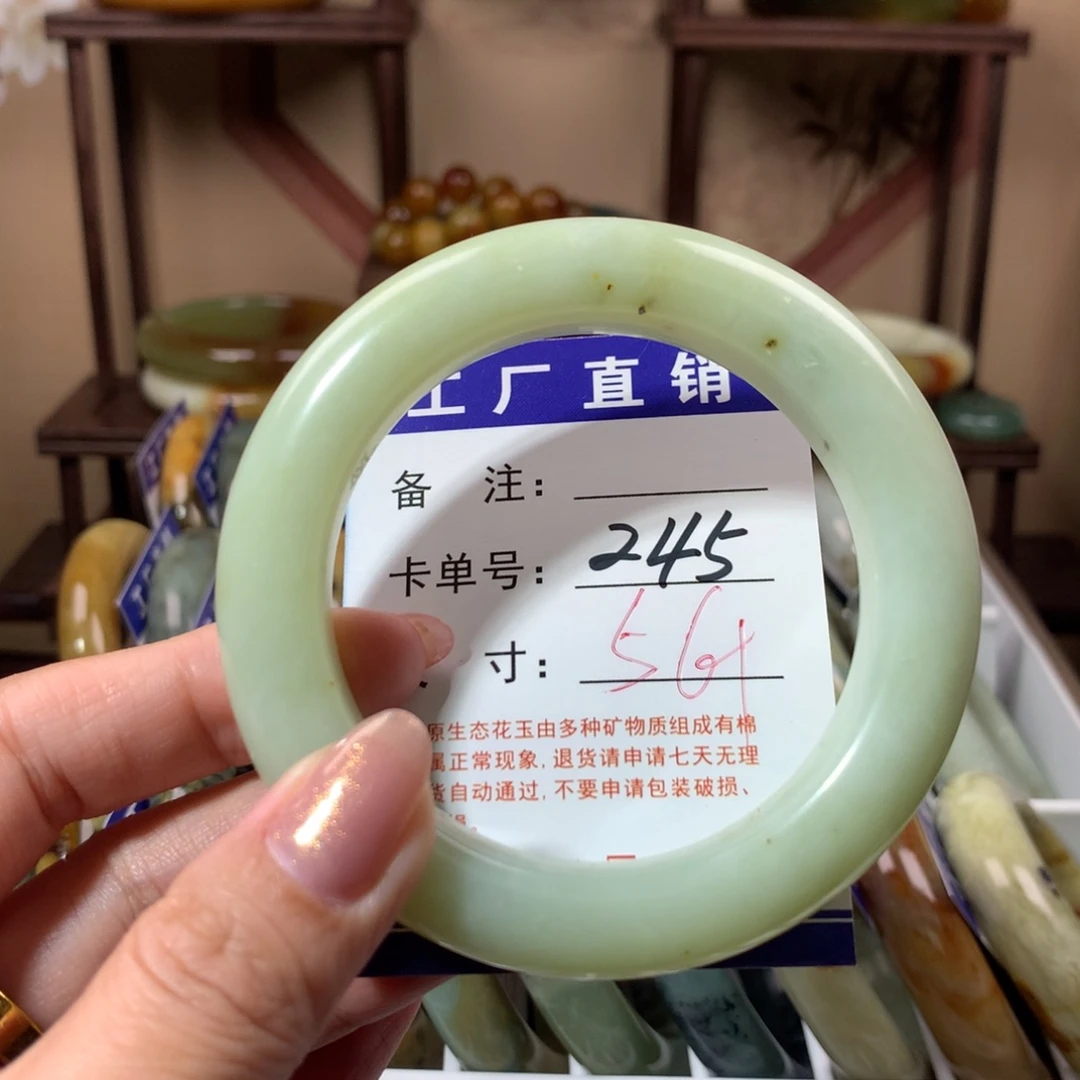 工厂直销
备 注：
卡单号：245
寸：56
原生态花玉由多种矿物质组成有棉
属正常现象，退货请申请七天无理
货自动通过，不要申请包装破损、